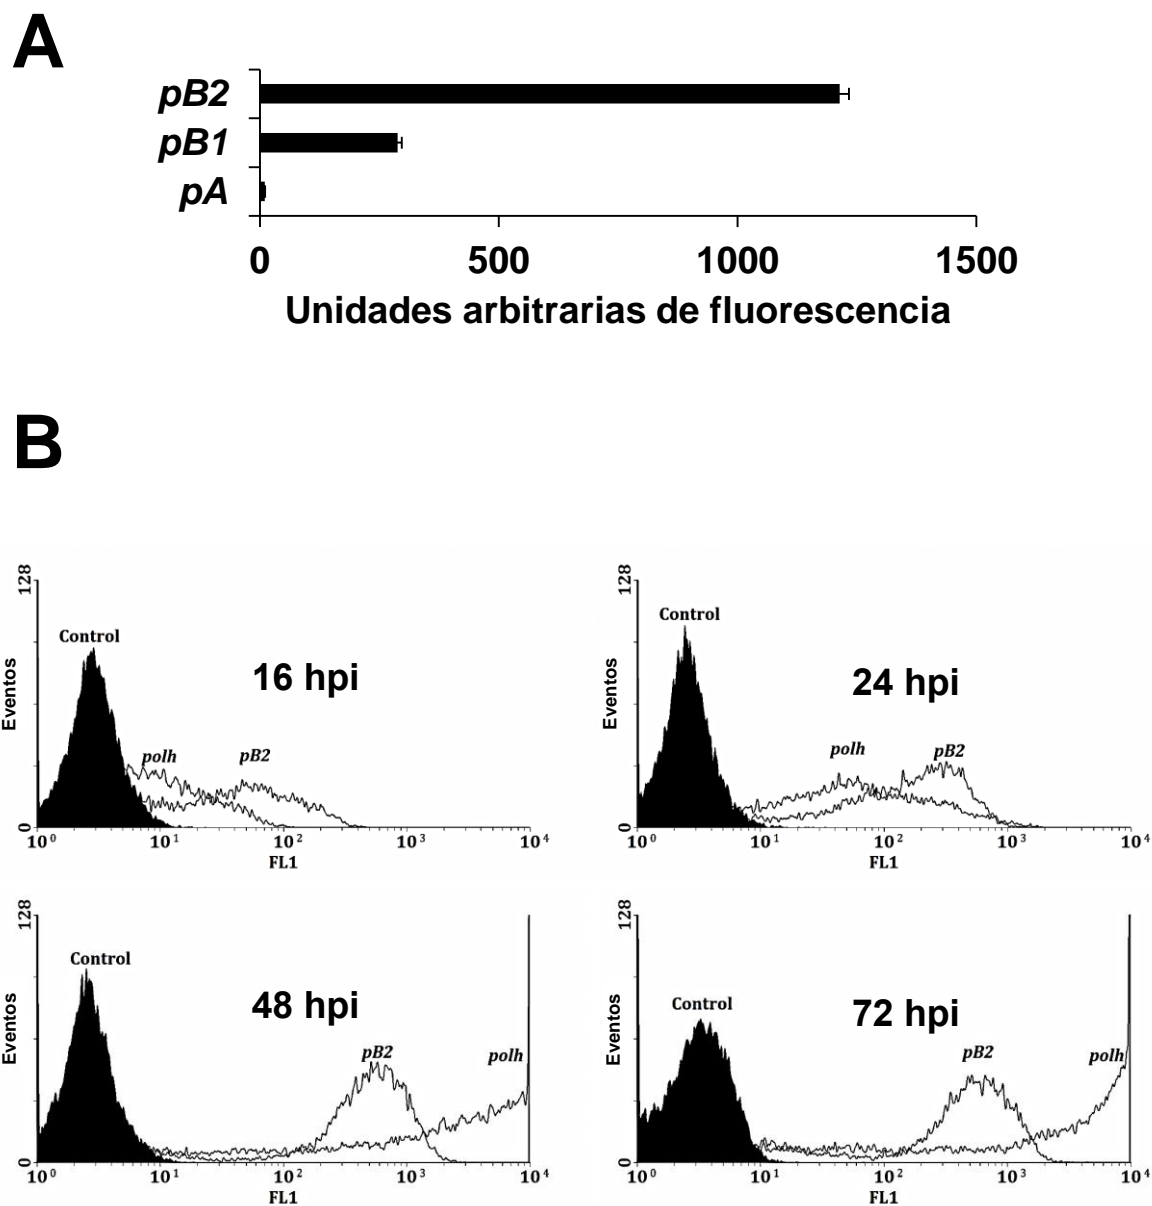 A
pB2
pB1
pA
0 500 1000 1500
Unidades arbitrarias de fluorescencia
B
128
Eventos
0
Control
16 hpi
polh
pB2
10⁰ 10¹ 10² 10³ 10⁴
FL1
128
Eventos
0
Control
24 hpi
polh
pB2
10⁰ 10¹ 10² 10³ 10⁴
FL1
128
Eventos
0
Control
48 hpi
pB2
polh
10⁰ 10¹ 10² 10³ 10⁴
FL1
128
Eventos
0
Control
72 hpi
pB2
polh
10⁰ 10¹ 10² 10³ 10⁴
FL1